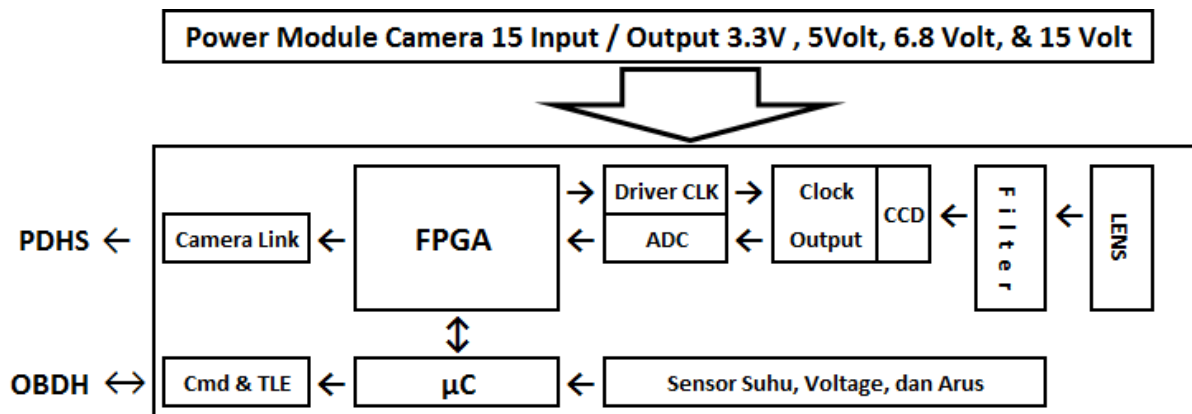 Power Module Camera 15 Input / Output 3.3V , 5Volt, 6.8 Volt, & 15 Volt
PDHS
Camera Link
FPGA
Driver CLK
ADC
Clock
Output
CCD
Filter
LENS
OBDH
Cmd & TLE
µC
Sensor Suhu, Voltage, dan Arus